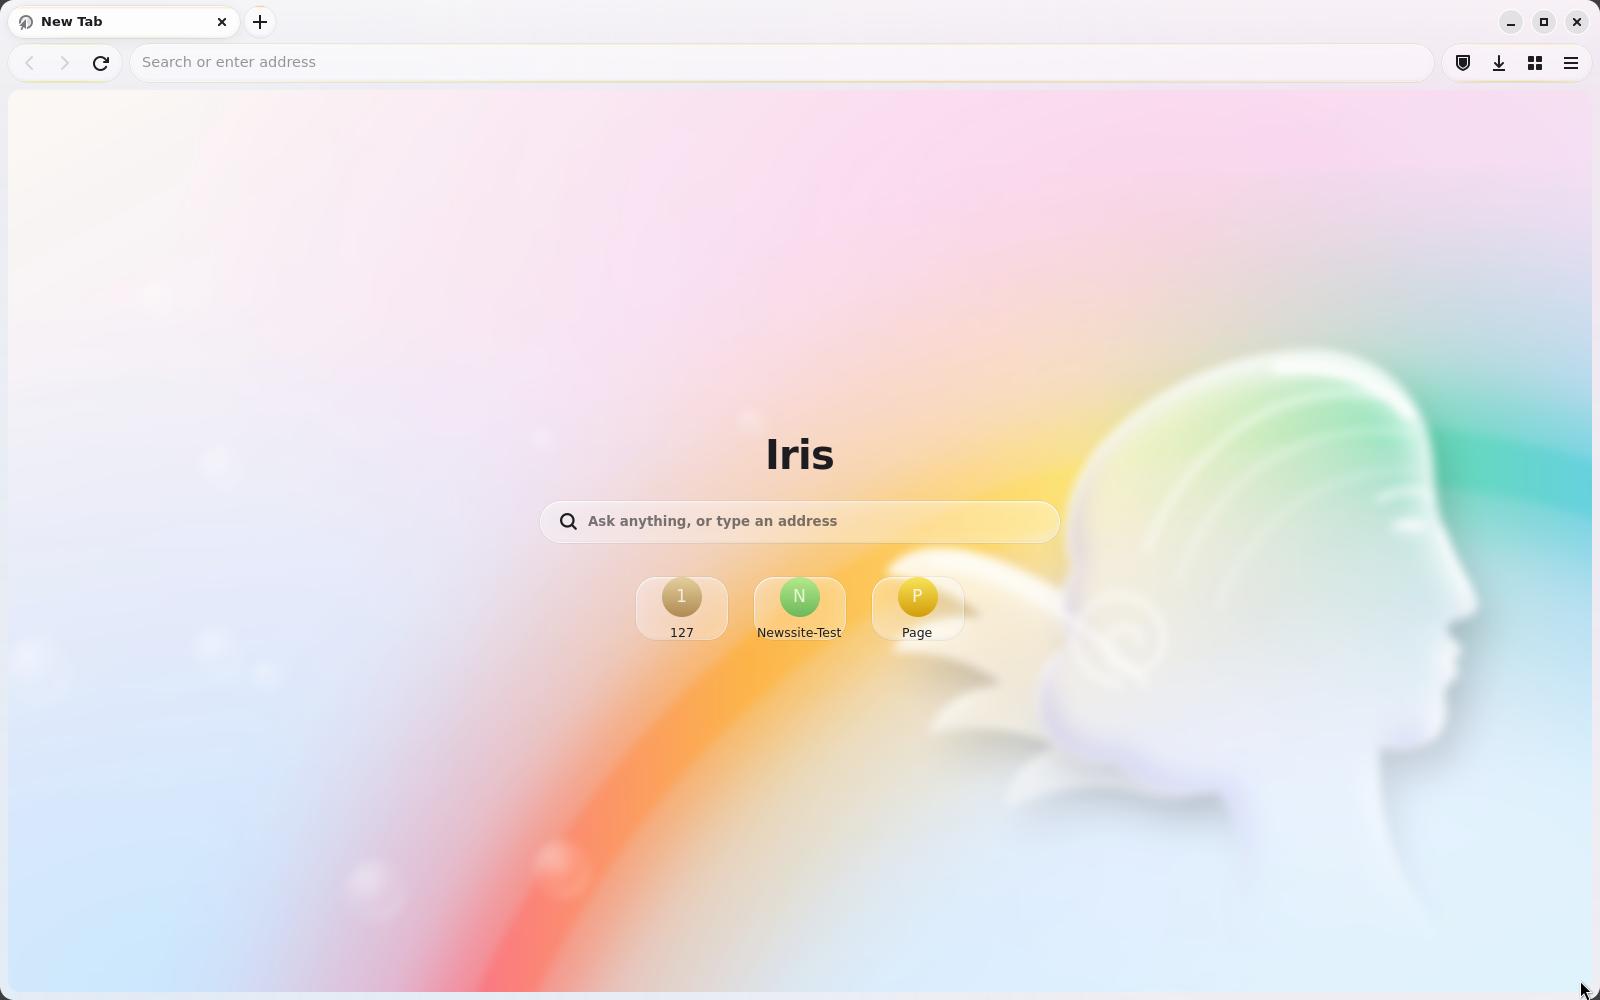 New Tab
Search or enter address
Iris
Ask anything, or type an address
1 N P
127 Newssite-Test Page